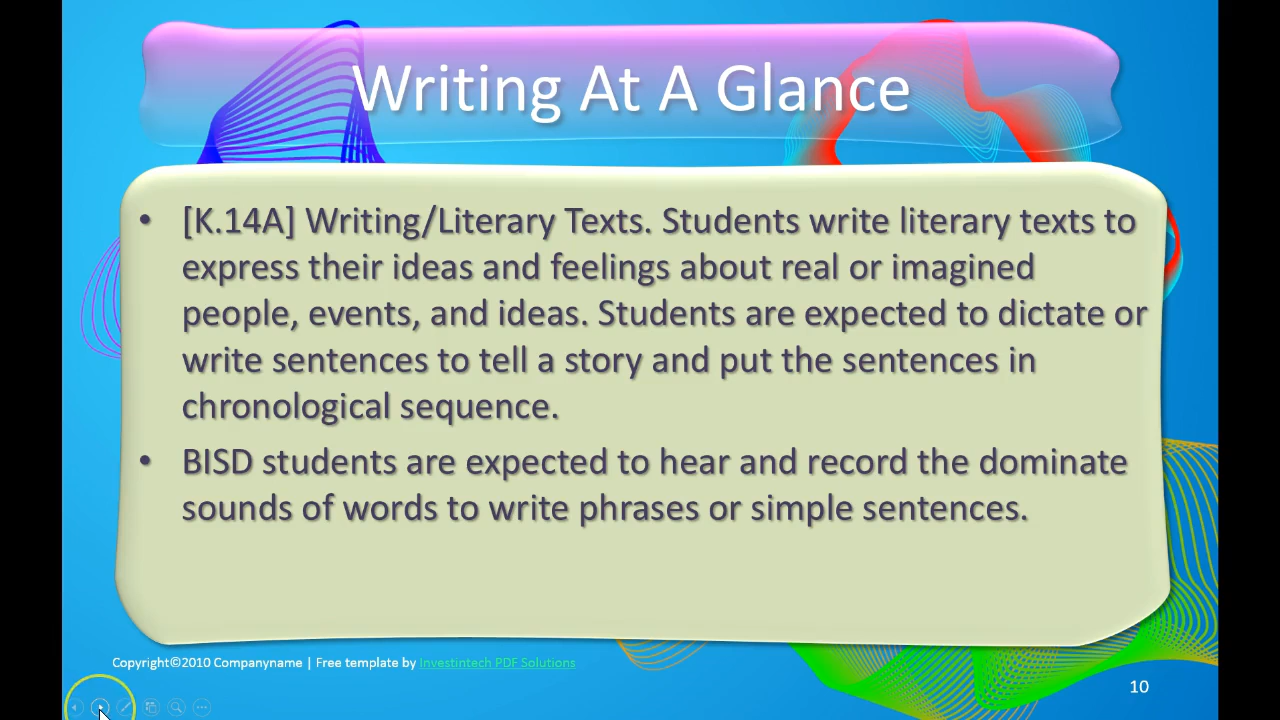 Writing At A Glance
• [K.14A] Writing/Literary Texts. Students write literary texts to
express their ideas and feelings about real or imagined
people, events, and ideas. Students are expected to dictate or
write sentences to tell a story and put the sentences in
chronological sequence.
• BISD students are expected to hear and record the dominate
sounds of words to write phrases or simple sentences.
Copyright©2010 Companyname | Free template by Investintech PDF Solutions
10